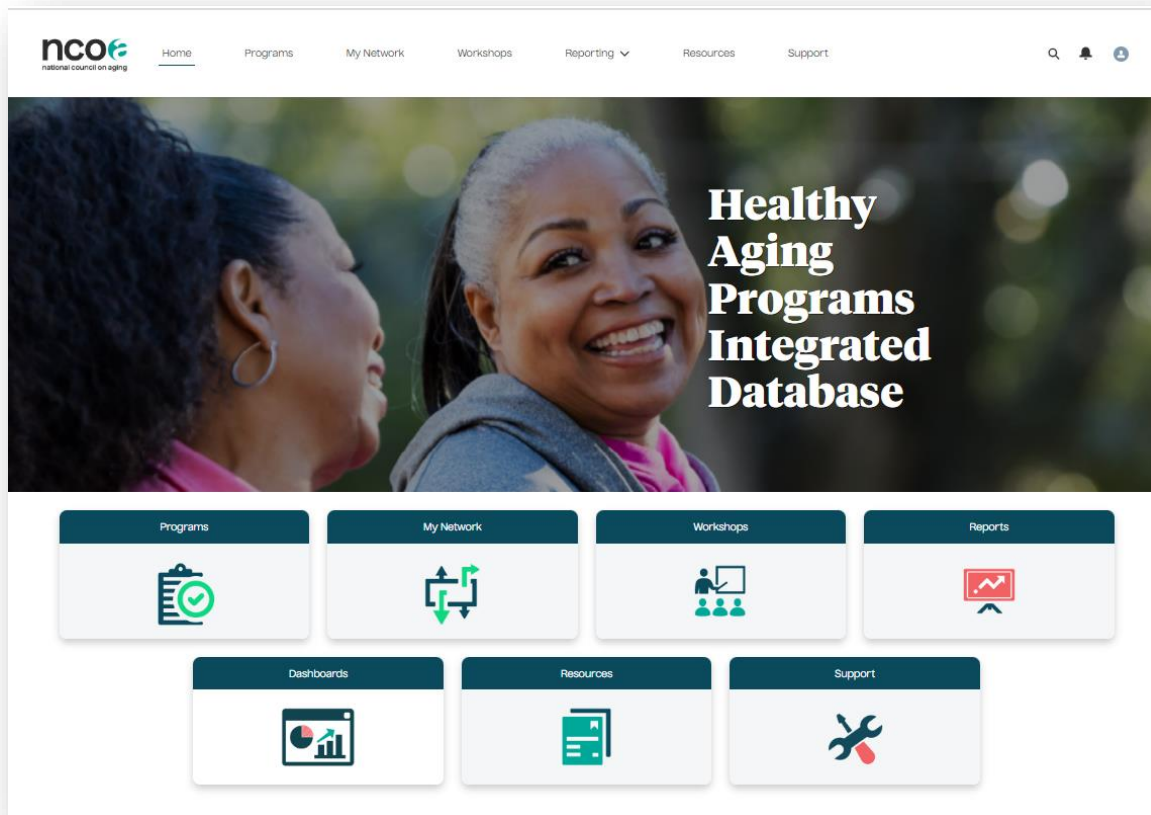 ncoa
national council on aging
Home
Programs
My Network
Workshops
Reporting
Resources
Support
Healthy
Aging
Programs
Integrated
Database
Programs
My Network
Workshops
Reports
Dashboards
Resources
Support